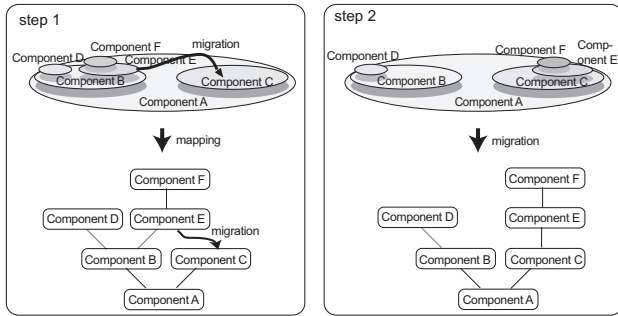 step 1
Component F
Component D
Component E
migration
Component B
Component C
Component A
mapping
Component F
Component D
Component E
migration
Component B
Component C
Component A
step 2
Component F
Comp-
onent E
Component D
Component B
Component C
Component A
migration
Component F
Component D
Component E
Component B
Component C
Component A